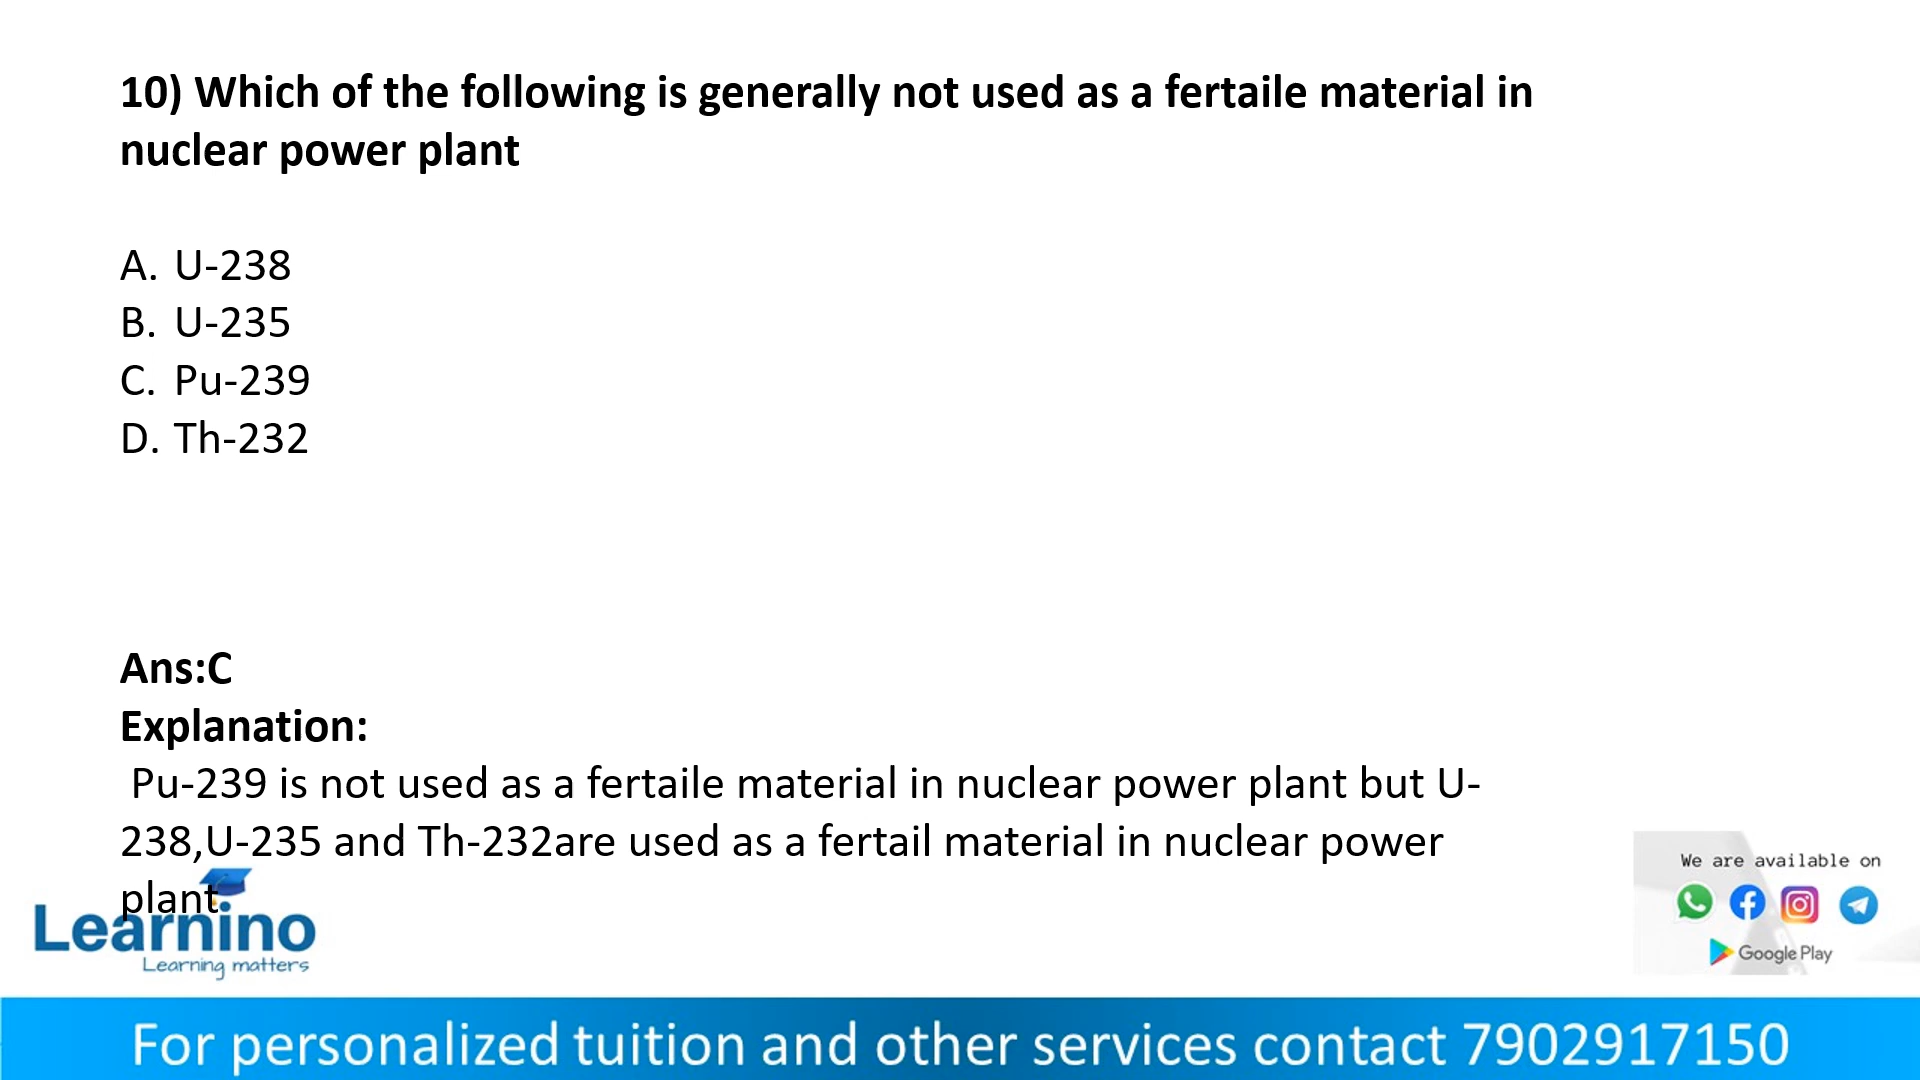 10) Which of the following is generally not used as a fertaile material in
nuclear power plant
A. U-238
B. U-235
C. Pu-239
D. Th-232
Ans:C
Explanation:
Pu-239 is not used as a fertaile material in nuclear power plant but U-
238,U-235 and Th-232are used as a fertail material in nuclear power
plant
Learnino
Learning matters
We are available on
Google Play
For personalized tuition and other services contact 7902917150